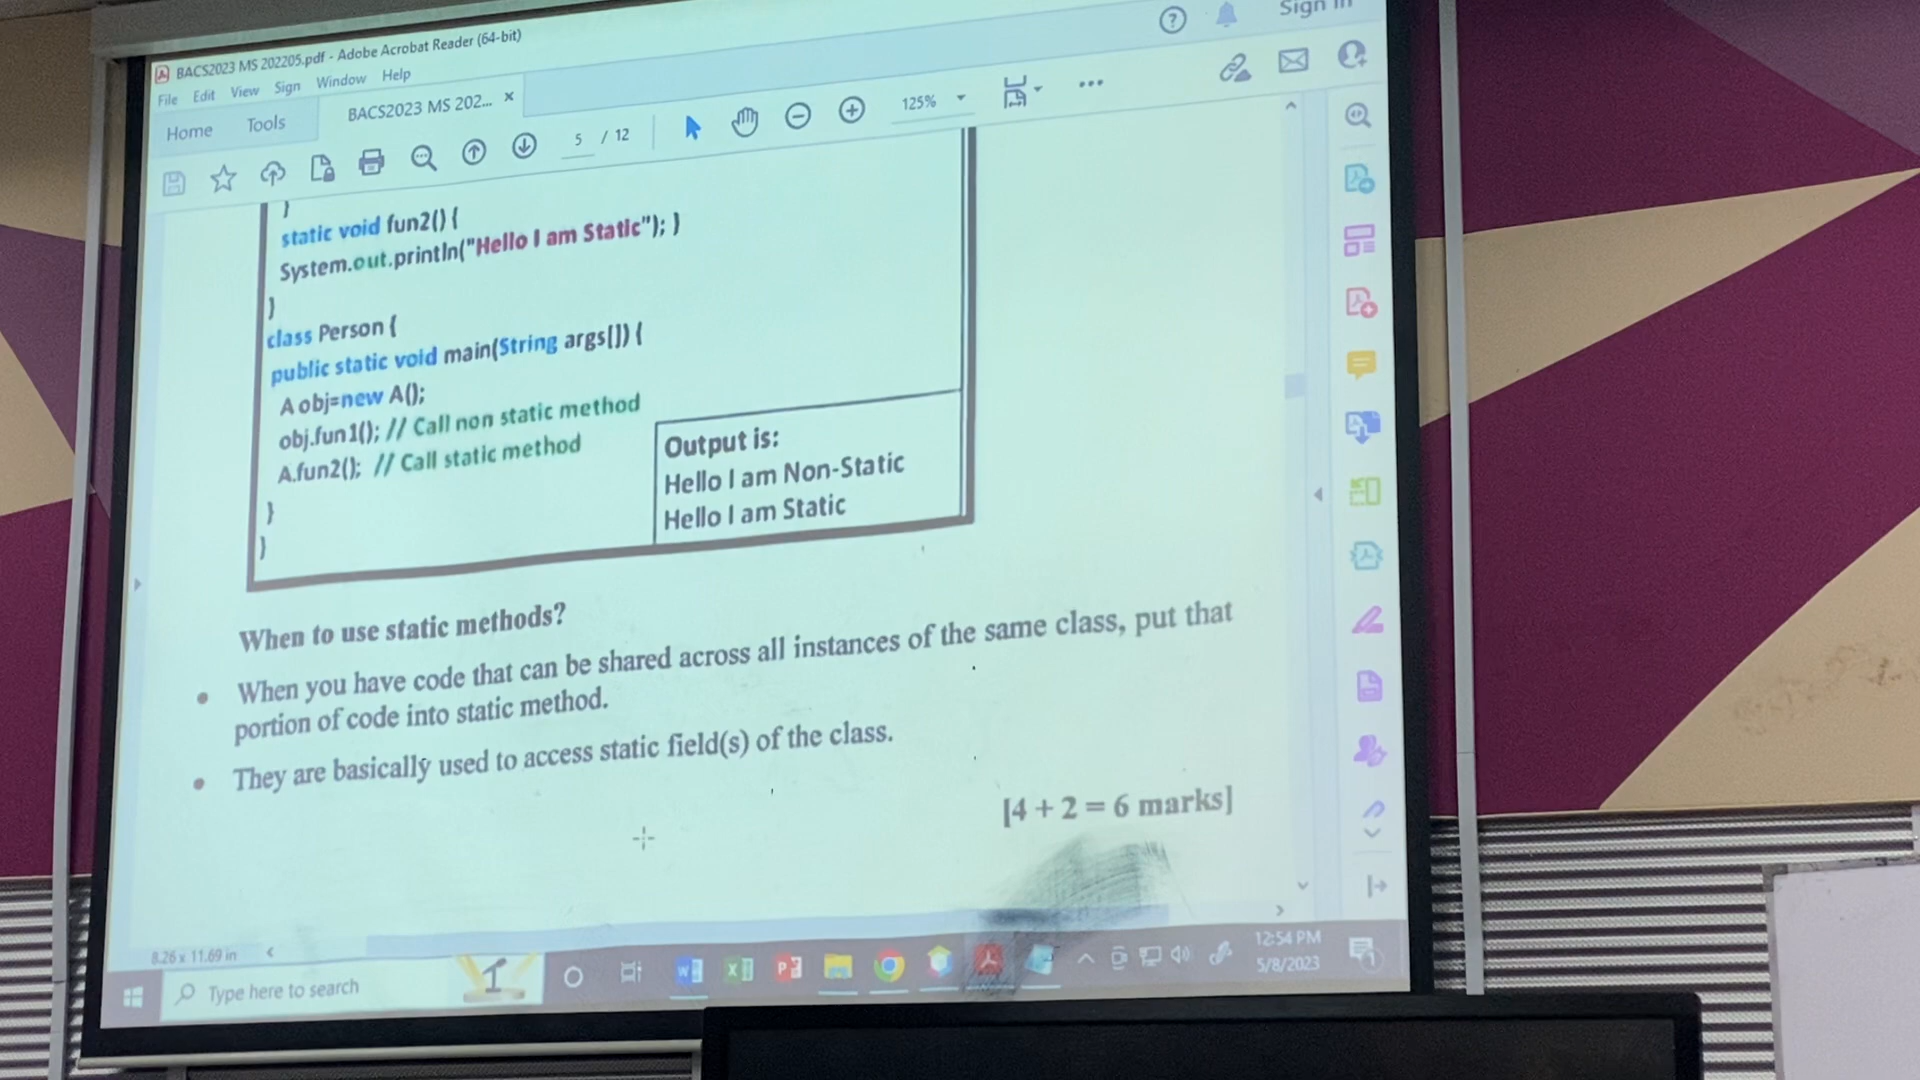 BACS2023 MS 202205.pdf - Adobe Acrobat Reader (64-bit)
Sign In
File Edit View Sign Window Help
Home Tools BACS2023 MS 202... ×
5 / 12 125%
}
static void fun2() {
System.out.println("Hello I am Static"); }
}
class Person {
public static void main(String args[]) {
A obj=new A();
obj.fun1(); // Call non static method
A.fun2(); // Call static method
}
}
Output is:
Hello I am Non-Static
Hello I am Static
When to use static methods?
• When you have code that can be shared across all instances of the same class, put that
portion of code into static method.
• They are basically used to access static field(s) of the class.
[4 + 2 = 6 marks]
8.26 x 11.69 in
Type here to search
12:54 PM
5/8/2023